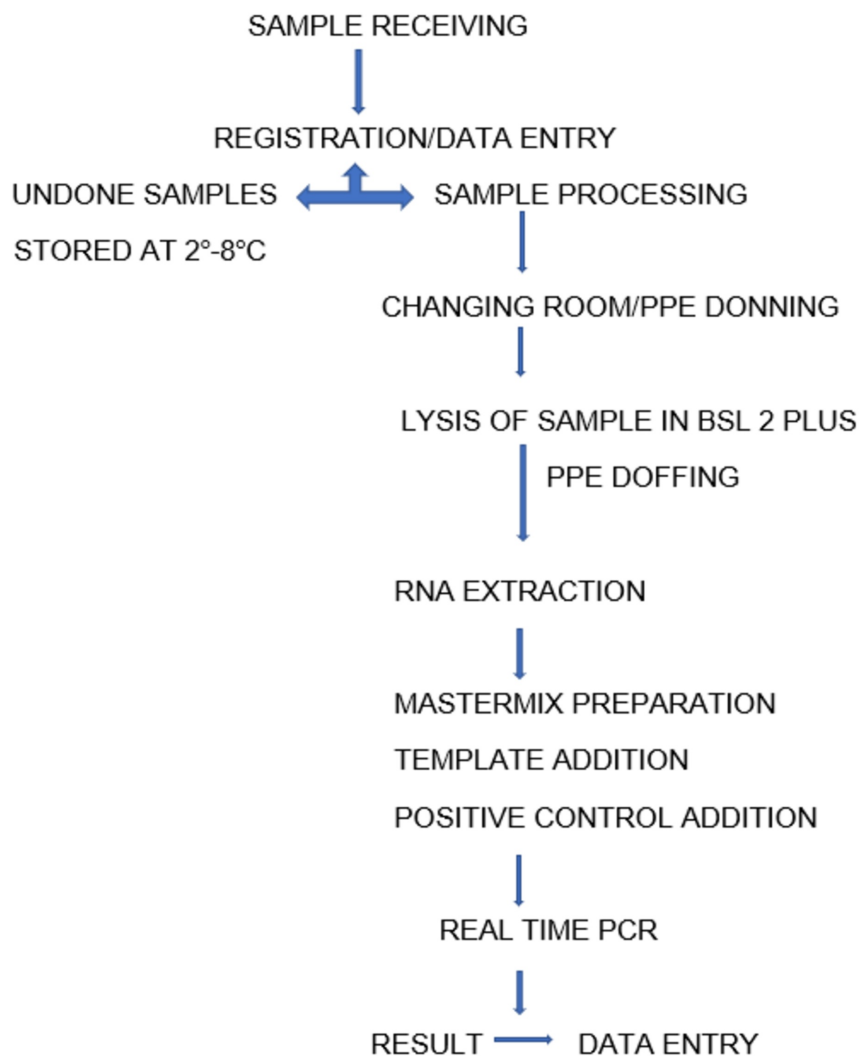 SAMPLE RECEIVING
REGISTRATION/DATA ENTRY
UNDONE SAMPLES
STORED AT 2°-8°C
SAMPLE PROCESSING
CHANGING ROOM/PPE DONNING
LYSIS OF SAMPLE IN BSL 2 PLUS
PPE DOFFING
RNA EXTRACTION
MASTERMIX PREPARATION
TEMPLATE ADDITION
POSITIVE CONTROL ADDITION
REAL TIME PCR
RESULT
DATA ENTRY